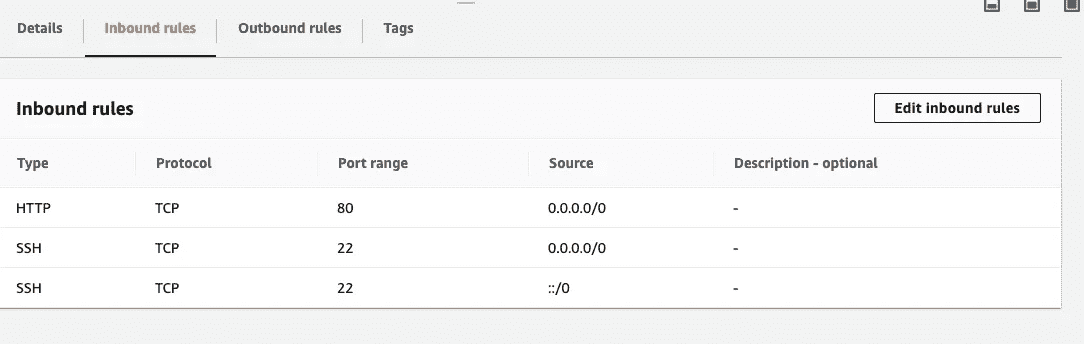 Details Inbound rules Outbound rules Tags
Inbound rules Edit inbound rules
Type Protocol Port range Source Description - optional
HTTP TCP 80 0.0.0.0/0 -
SSH TCP 22 0.0.0.0/0 -
SSH TCP 22 ::/0 -